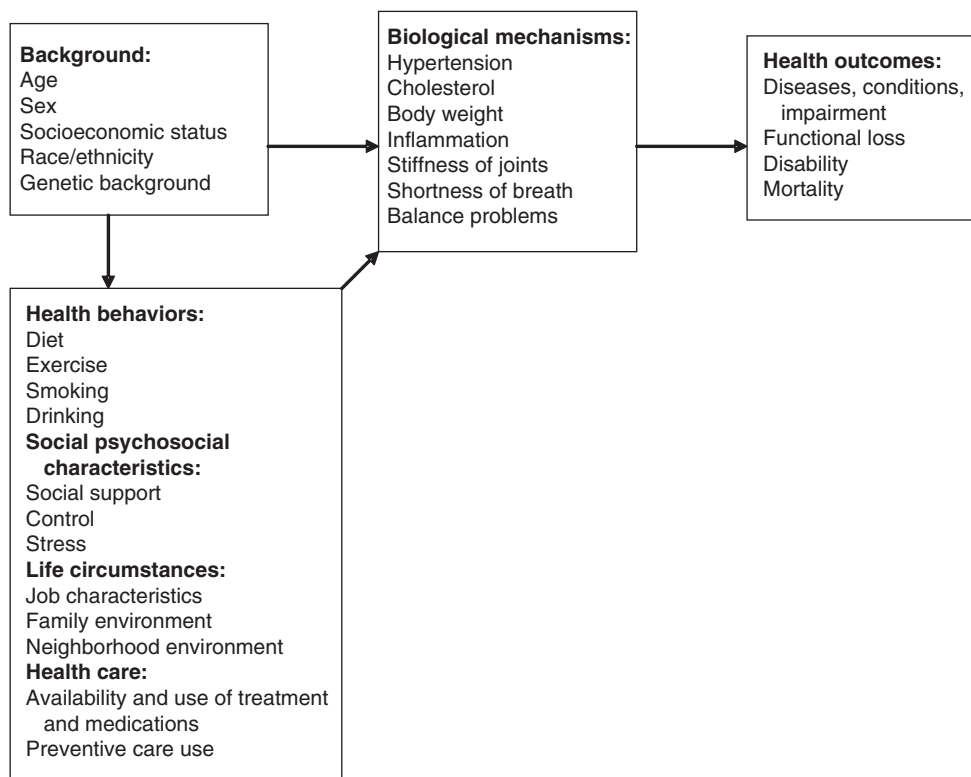 Background:
Age
Sex
Socioeconomic status
Race/ethnicity
Genetic background
Biological mechanisms:
Hypertension
Cholesterol
Body weight
Inflammation
Stiffness of joints
Shortness of breath
Balance problems
Health outcomes:
Diseases, conditions,
impairment
Functional loss
Disability
Mortality
Health behaviors:
Diet
Exercise
Smoking
Drinking
Social psychosocial
characteristics:
Social support
Control
Stress
Life circumstances:
Job characteristics
Family environment
Neighborhood environment
Health care:
Availability and use of treatment
and medications
Preventive care use